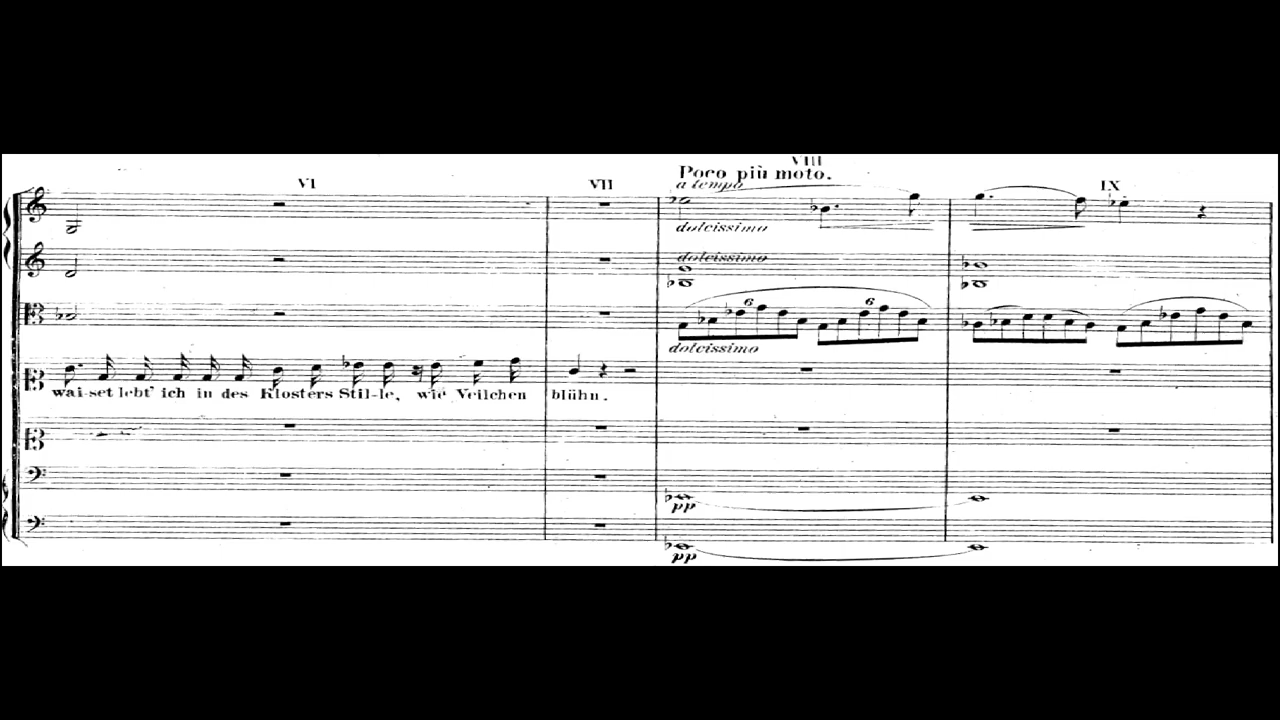 VIII
Poco più moto.
VI VII a tempo IX
dolcissimo
dolcissimo
6 6
dolcissimo
wai-set lebt' ich in des Klosters Stil-le, wie Veilchen blühn.
pp
pp